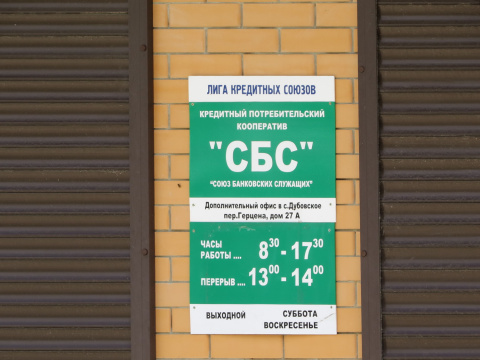 ЛИГА КРЕДИТНЫХ СОЮЗОВ
КРЕДИТНЫЙ ПОТРЕБИТЕЛЬСКИЙ
КООПЕРАТИВ
"СБС"
"СОЮЗ БАНКОВСКИХ СЛУЖАЩИХ"
Дополнительный офис в с.Дубовское
пер.Герцена, дом 27 А
ЧАСЫ
РАБОТЫ .... 8³⁰ - 17³⁰
ПЕРЕРЫВ .... 13⁰⁰ - 14⁰⁰
ВЫХОДНОЙ СУББОТА
ВОСКРЕСЕНЬЕ